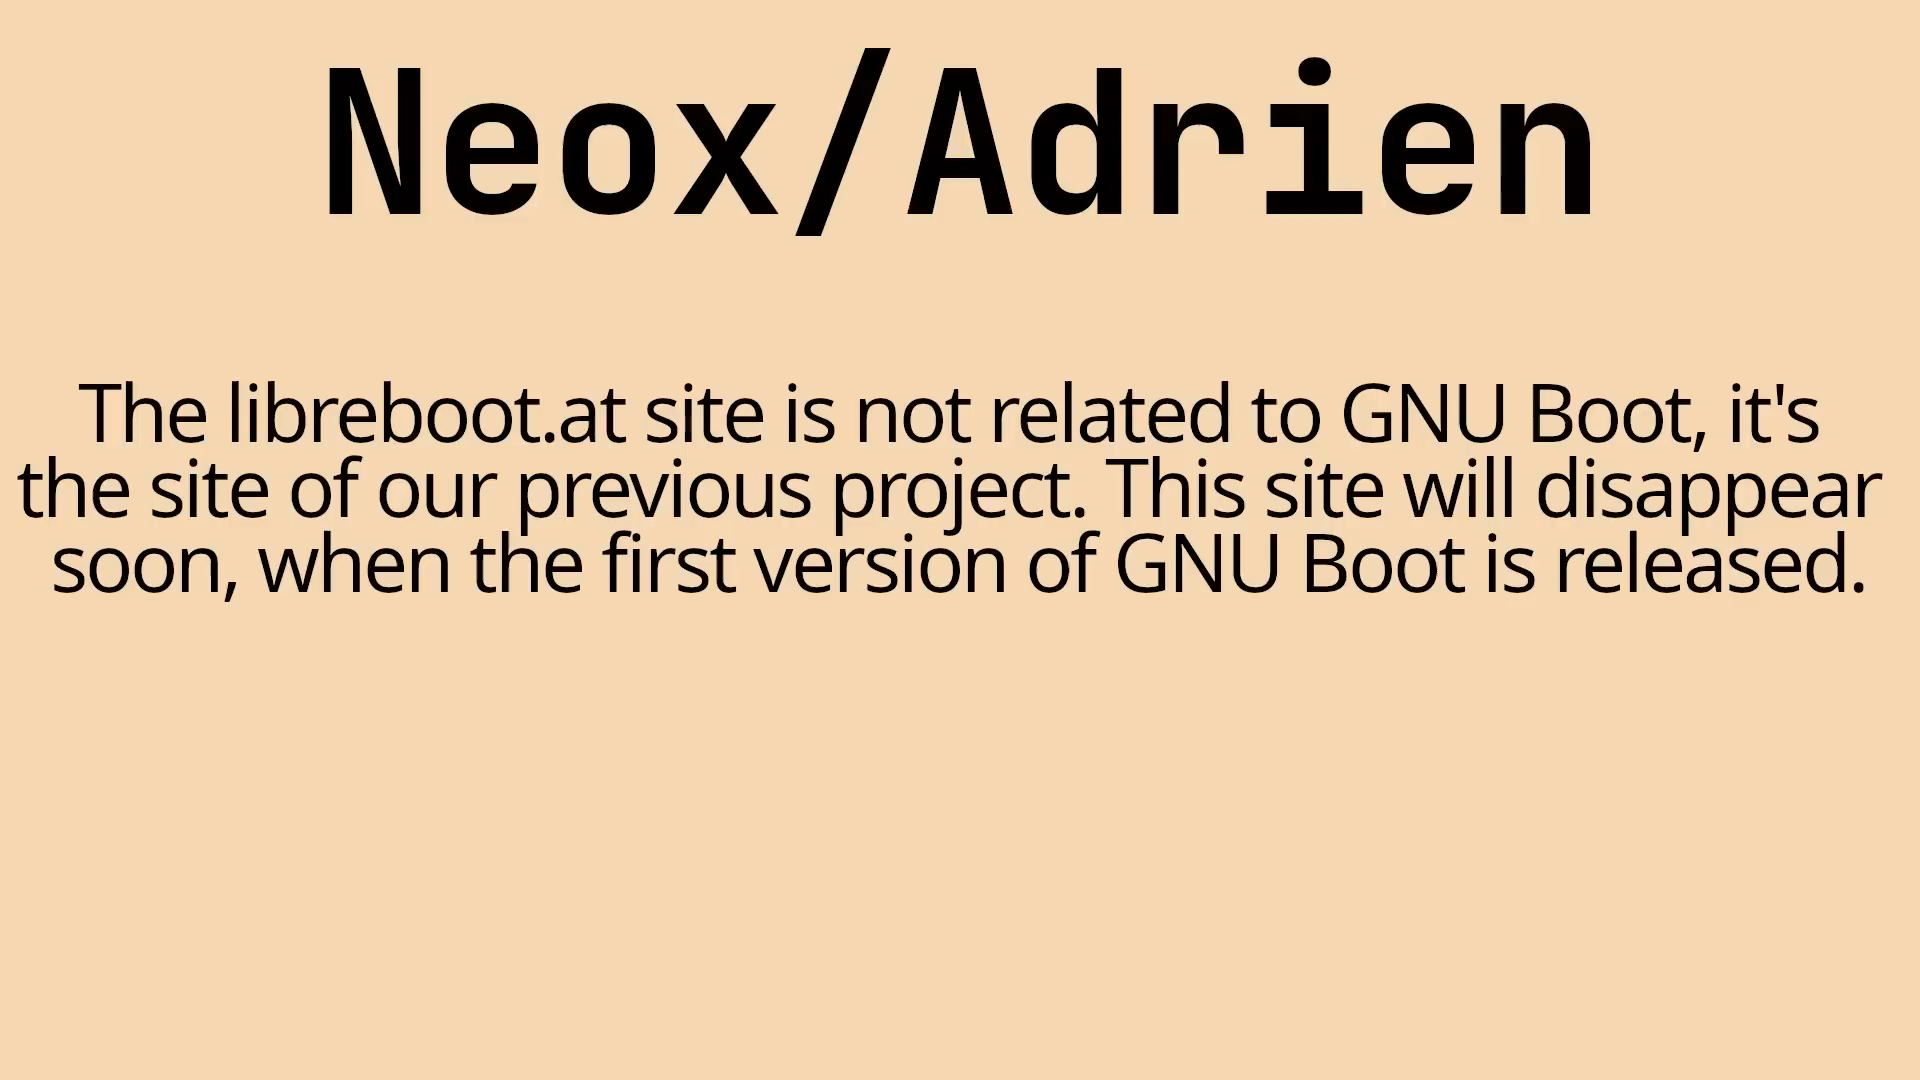 Neox/Adrien
The libreboot.at site is not related to GNU Boot, it's
the site of our previous project. This site will disappear
soon, when the first version of GNU Boot is released.